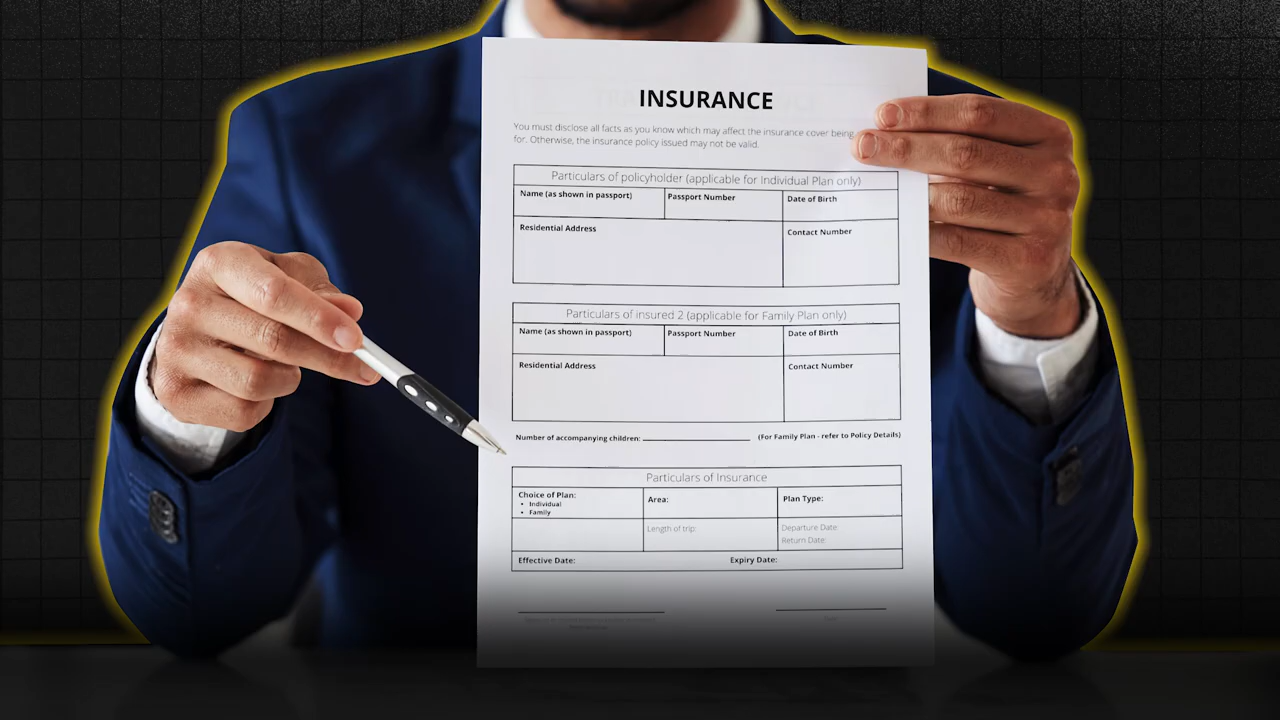 INSURANCE
You must disclose all facts as you know which may affect the insurance cover being
for. Otherwise, the insurance policy issued may not be valid.
Particulars of policyholder (applicable for Individual Plan only)
Name (as shown in passport) Passport Number Date of Birth
Residential Address Contact Number
Particulars of insured 2 (applicable for Family Plan only)
Name (as shown in passport) Passport Number Date of Birth
Residential Address Contact Number
Number of accompanying children: (For Family Plan - refer to Policy Details)
Particulars of Insurance
Choice of Plan: Area: Plan Type:
• Individual
• Family
Length of trip: Departure Date:
Return Date:
Effective Date: Expiry Date: